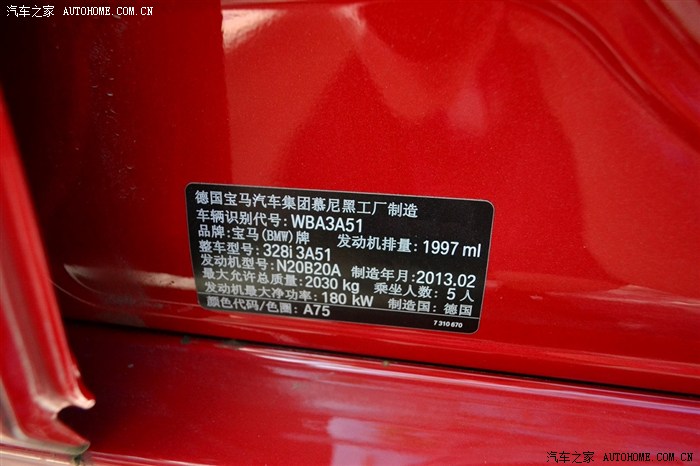 汽车之家 AUTOHOME.COM.CN
德国宝马汽车集团慕尼黑工厂制造
车辆识别代号: WBA3A51
品牌: 宝马(BMW)牌 发动机排量: 1997 ml
整车型号: 328i 3A51
发动机型号: N20B20A 制造年月: 2013.02
最大允许总质量: 2030 kg 乘坐人数: 5 人
发动机最大净功率: 180 kW 制造国: 德国
颜色代码/色圈: A75
7 310 670
汽车之家 AUTOHOME.COM.CN